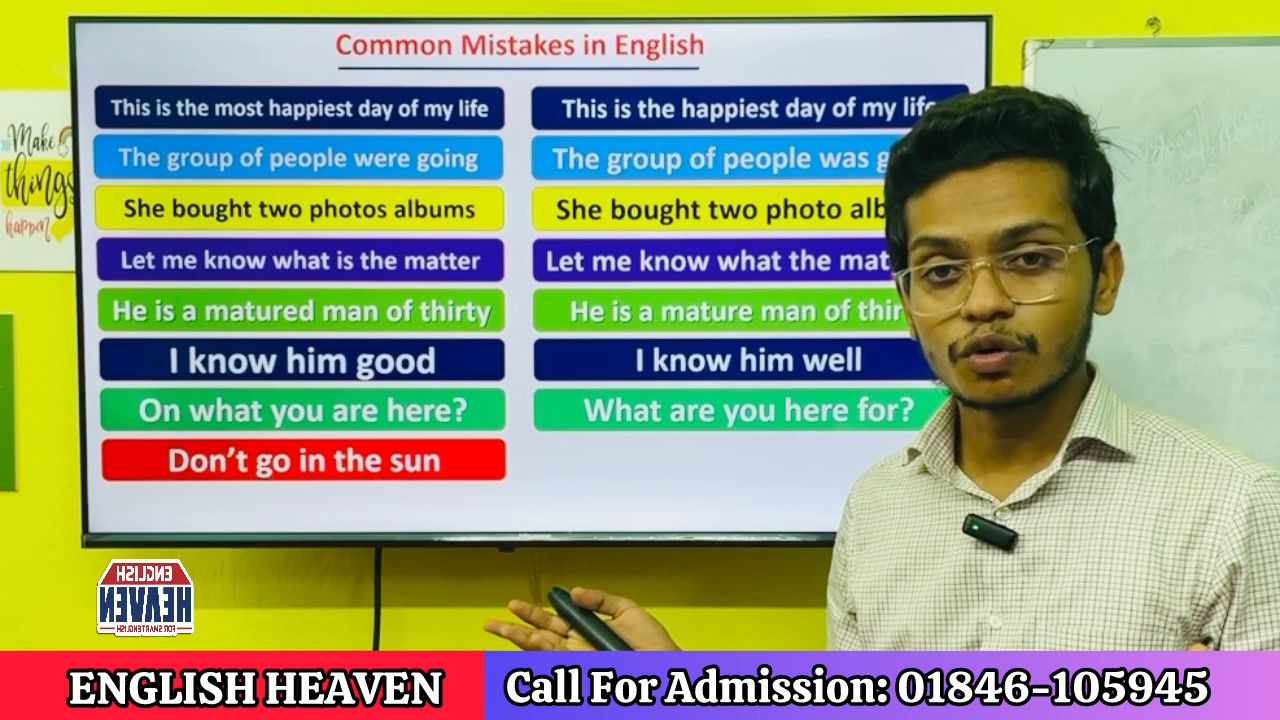 Common Mistakes in English
This is the most happiest day of my life
This is the happiest day of my
The group of people were going
The group of people was
She bought two photos albums
She bought two photo
Let me know what is the matter
Let me know what the
He is a matured man of thirty
He is a mature man of
I know him good
I know him well
On what you are here?
What are you here for?
Don't go in the sun
Make
things
happen
ENGLISH
HEAVEN
FOR SMART ENGLISH
ENGLISH HEAVEN
Call For Admission: 01846-105945